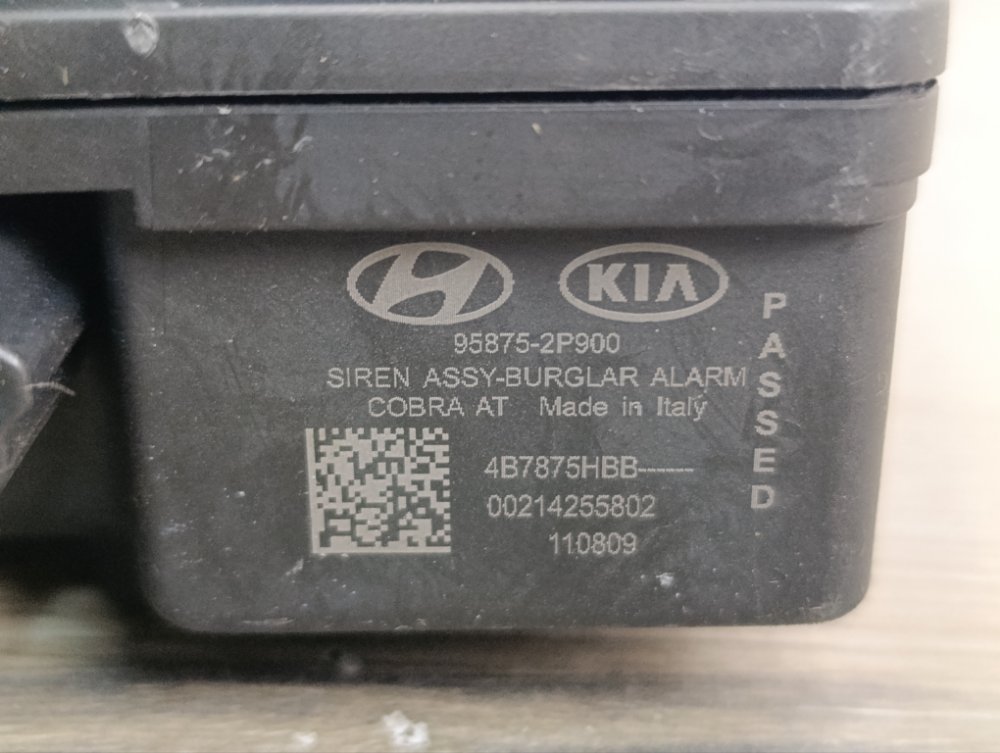 KIA
95875-2P900
SIREN ASSY-BURGLAR ALARM
COBRA AT Made in Italy
4B7875HBB------
00214255802
110809
PASSED